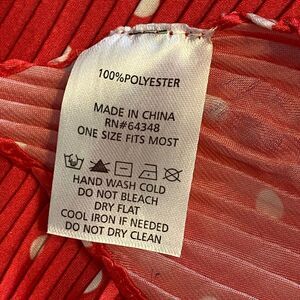 100%POLYESTER
MADE IN CHINA
RN#64348
ONE SIZE FITS MOST
HAND WASH COLD
DO NOT BLEACH
DRY FLAT
COOL IRON IF NEEDED
DO NOT DRY CLEAN